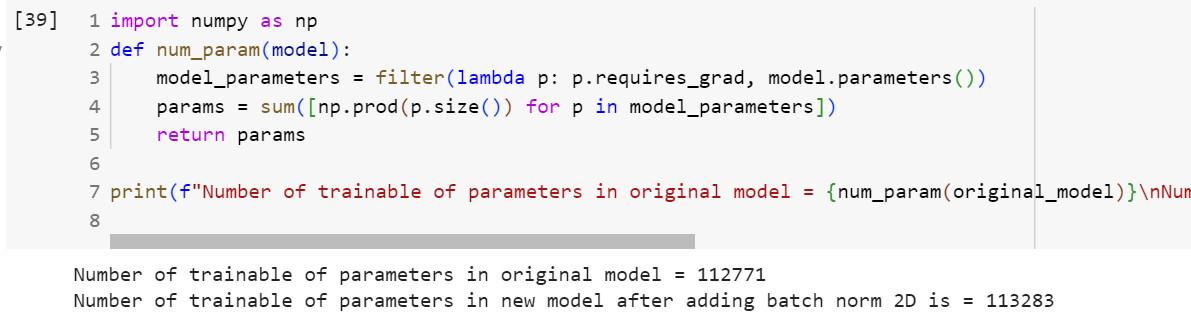 [39] 1 import numpy as np
2 def num_param(model):
3     model_parameters = filter(lambda p: p.requires_grad, model.parameters())
4     params = sum([np.prod(p.size()) for p in model_parameters])
5     return params
6
7 print(f"Number of trainable of parameters in original model = {num_param(original_model)}\nNum
8
Number of trainable of parameters in original model = 112771
Number of trainable of parameters in new model after adding batch norm 2D is = 113283